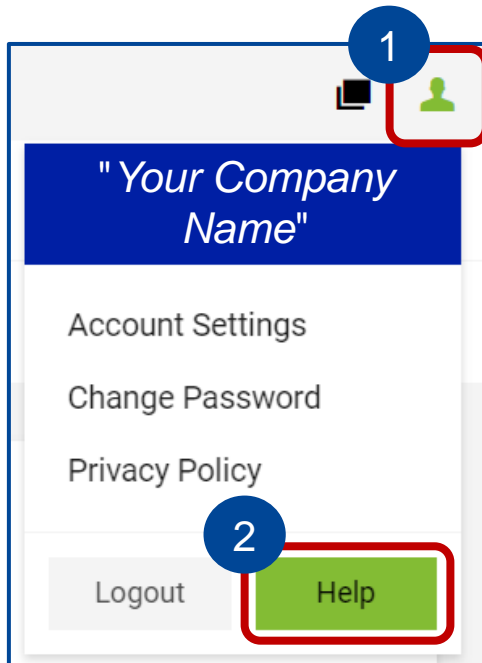 1
"Your Company
Name"
Account Settings
Change Password
Privacy Policy
2
Logout Help